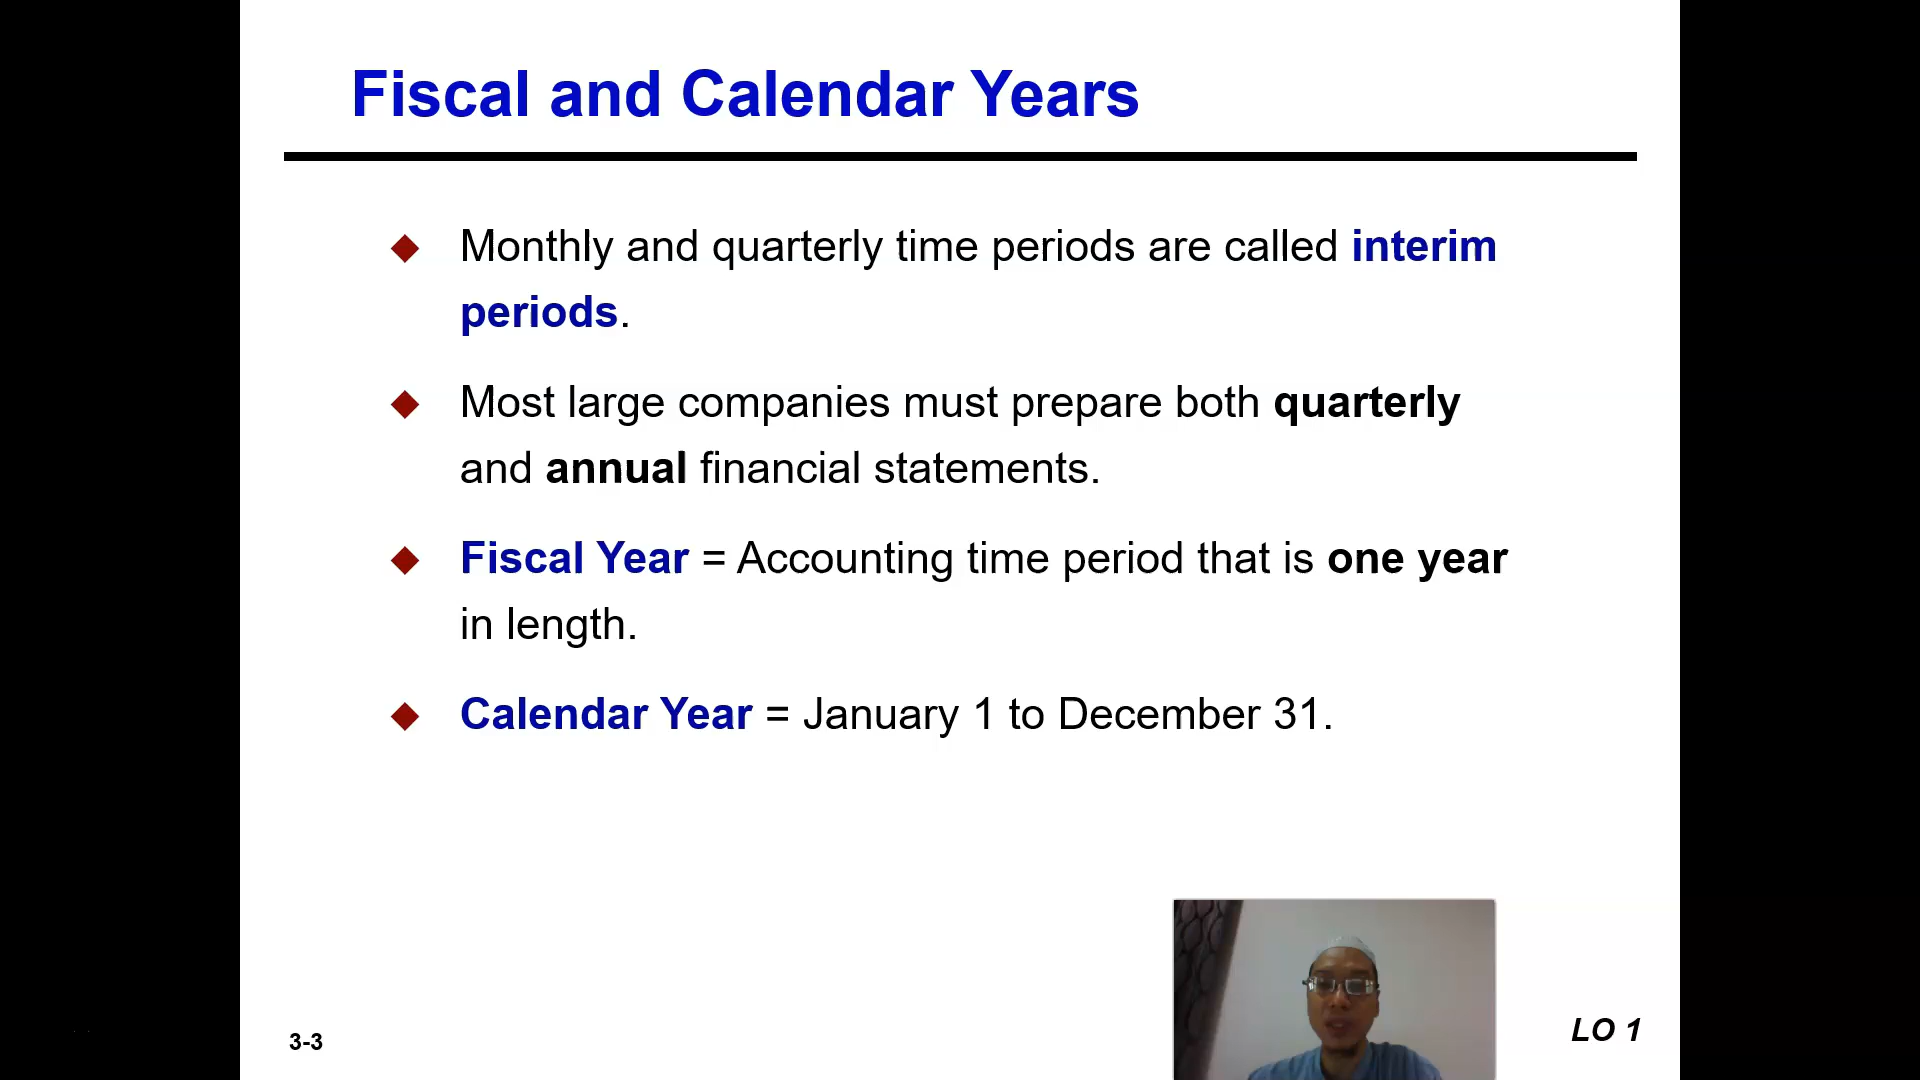 Fiscal and Calendar Years
Monthly and quarterly time periods are called interim
periods.
Most large companies must prepare both quarterly
and annual financial statements.
Fiscal Year = Accounting time period that is one year
in length.
Calendar Year = January 1 to December 31.
3-3
LO 1